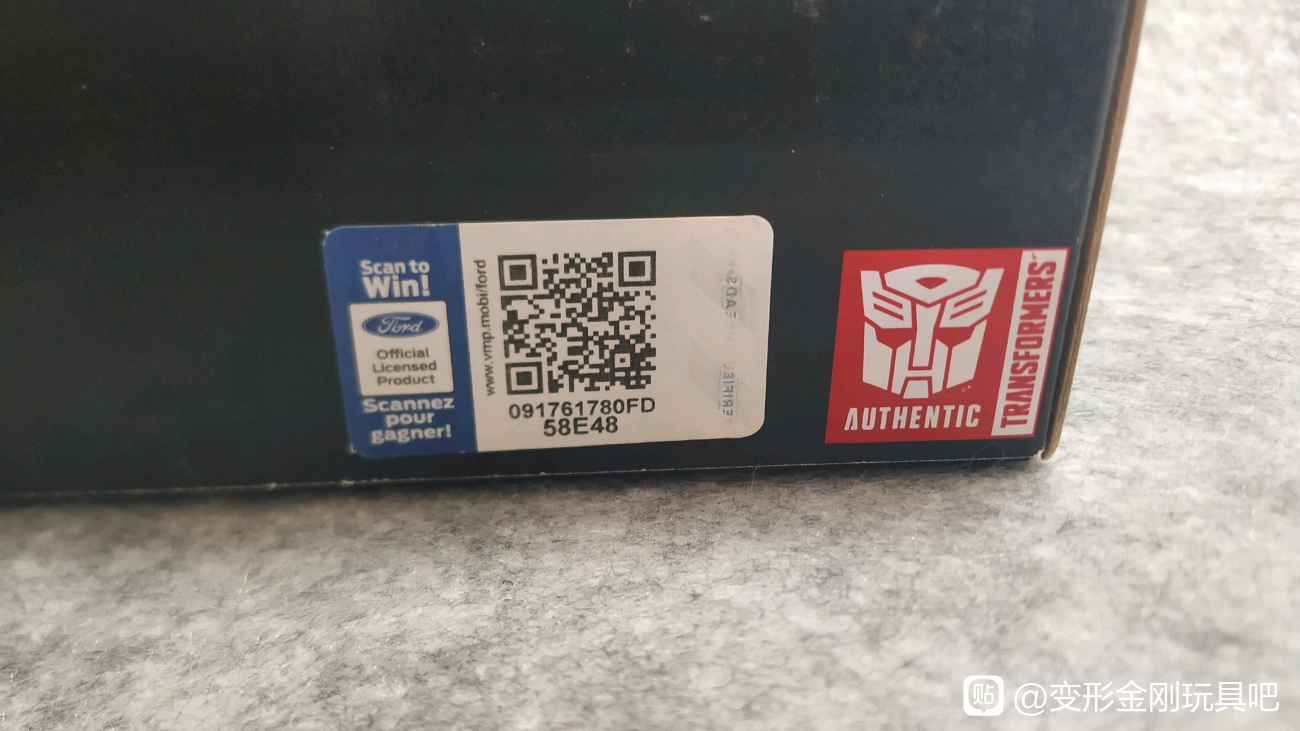 Scan to
Win!
Ford
Official
Licensed
Product
Scannez
pour
gagner!
www.vmp.mobi/ford
091761780FD
58E48
AUTHENTIC
TRANSFORMERS
贴 @变形金刚玩具吧